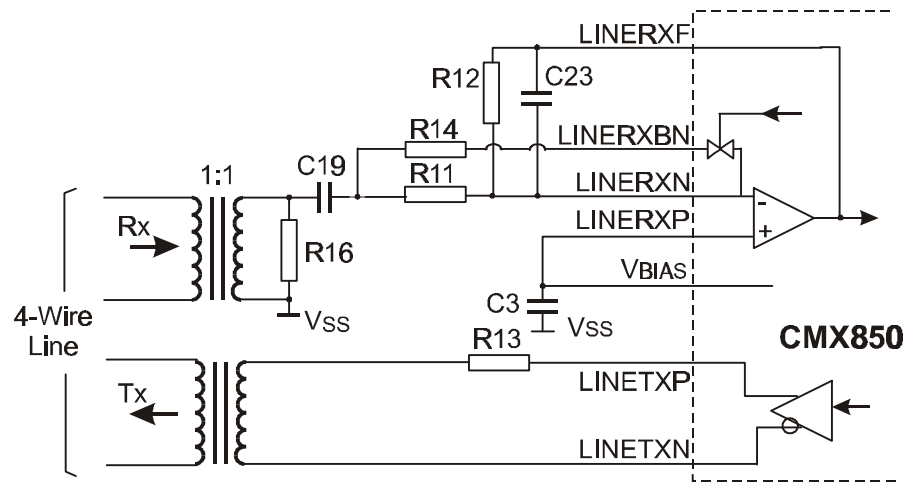 LINERXF
R12
C23
R14
LINERXBN
1:1
C19
R11
LINERXN
Rx
R16
LINERXP
VBIAS
C3
VSS
VSS
4-Wire
Line
R13
CMX850
LINETXP
Tx
LINETXN
-
+